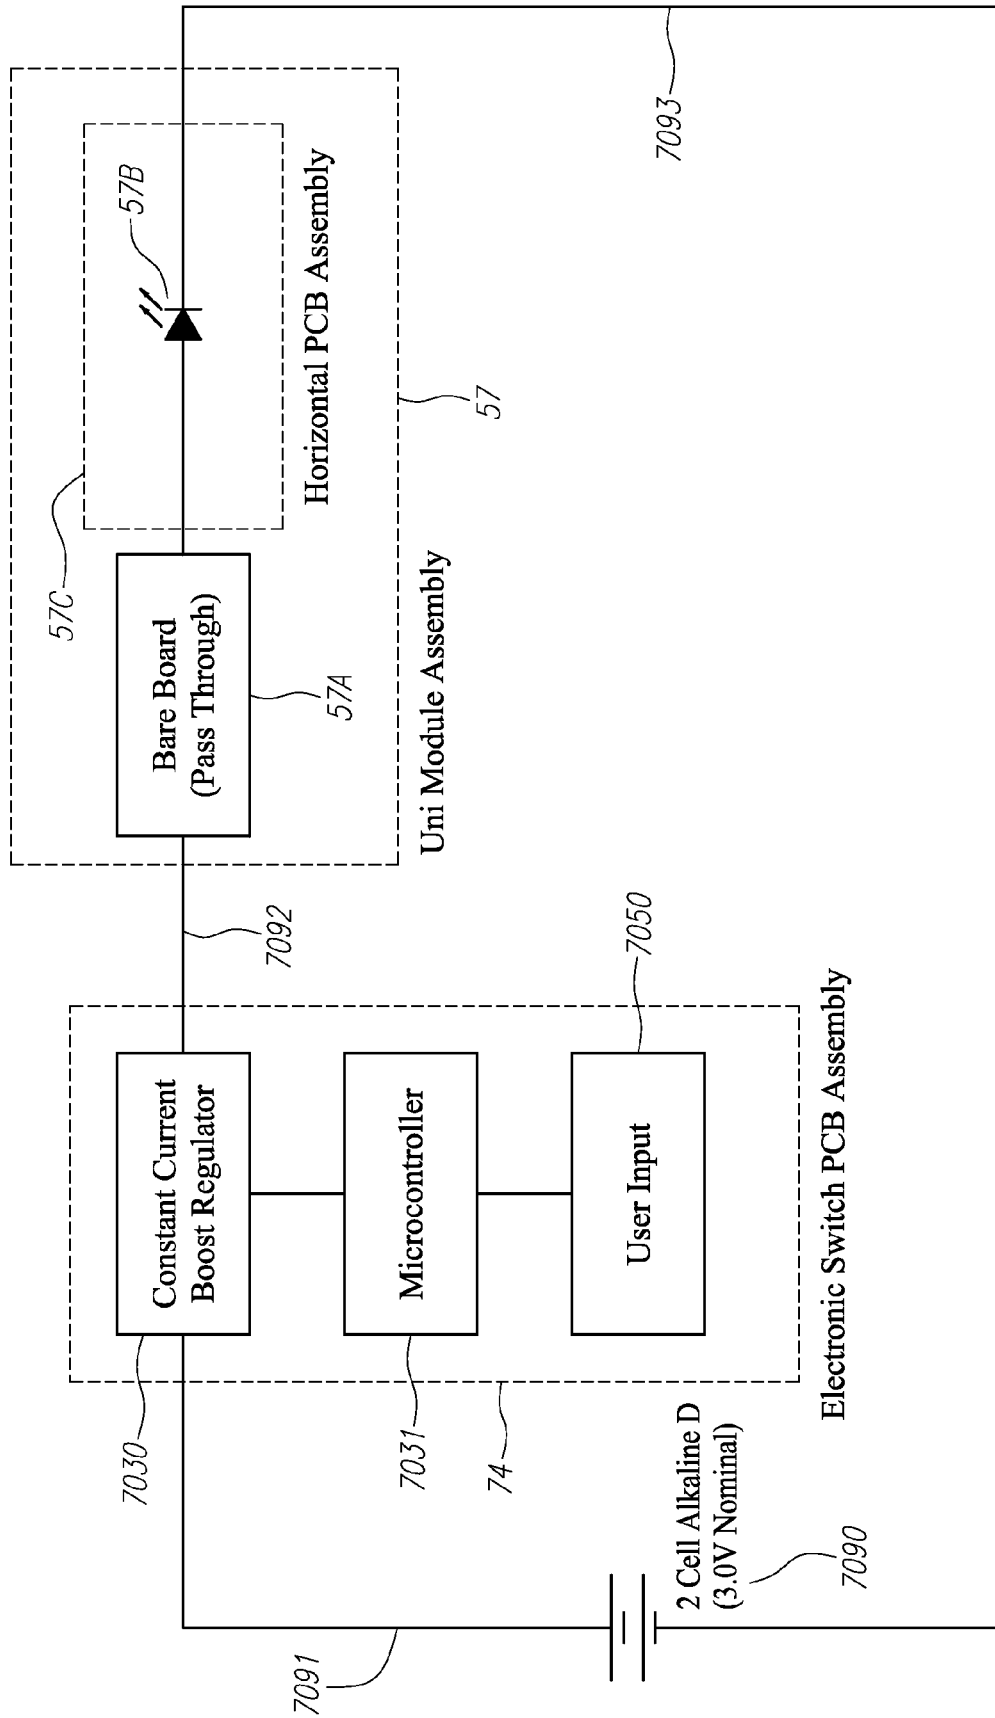 7093
57B
Horizontal PCB Assembly
57
57C
Bare Board
(Pass Through)
57A
Uni Module Assembly
7092
7050
Constant Current
Boost Regulator
Microcontroller
User Input
Electronic Switch PCB Assembly
7030
7031
74
2 Cell Alkaline D
(3.0V Nominal)
7090
7091